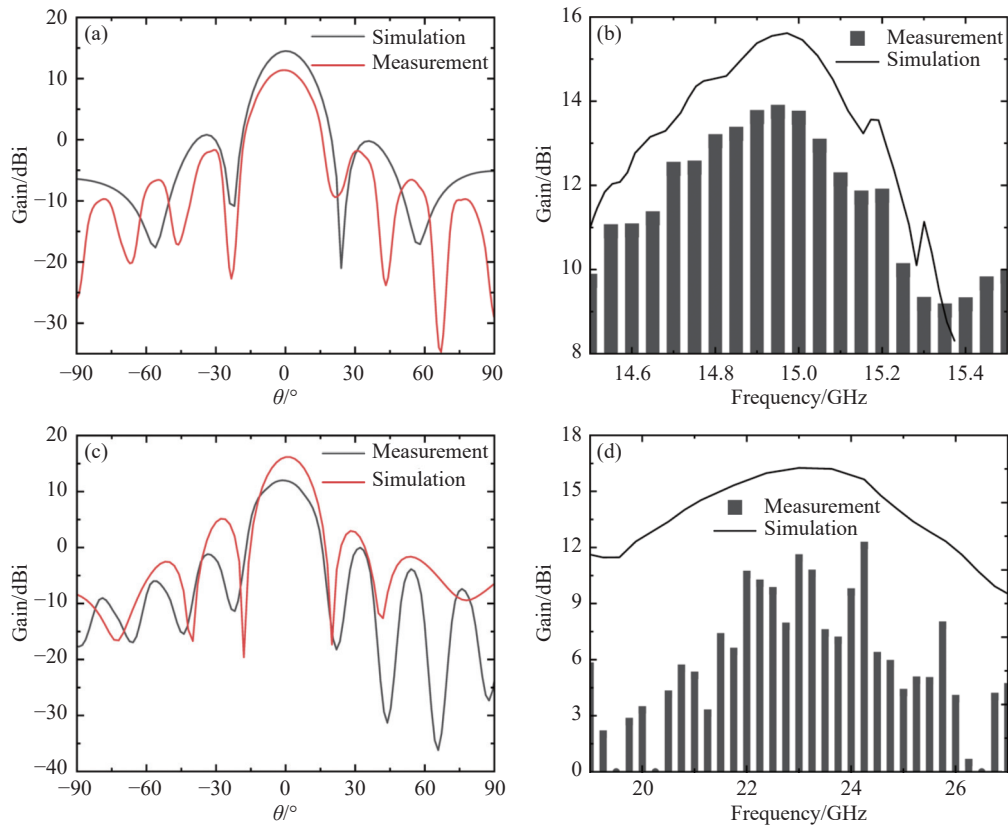 (a)
Simulation
Measurement
20
10
0
−10
−20
−30
Gain/dBi
−90 −60 −30 0 30 60 90
θ/°
(b)
Measurement
Simulation
16
14
12
10
8
Gain/dBi
14.6 14.8 15.0 15.2 15.4
Frequency/GHz
(c)
Measurement
Simulation
20
10
0
−10
−20
−30
−40
Gain/dBi
−90 −60 −30 0 30 60 90
θ/°
(d)
Measurement
Simulation
18
15
12
9
6
3
0
Gain/dBi
20 22 24 26
Frequency/GHz